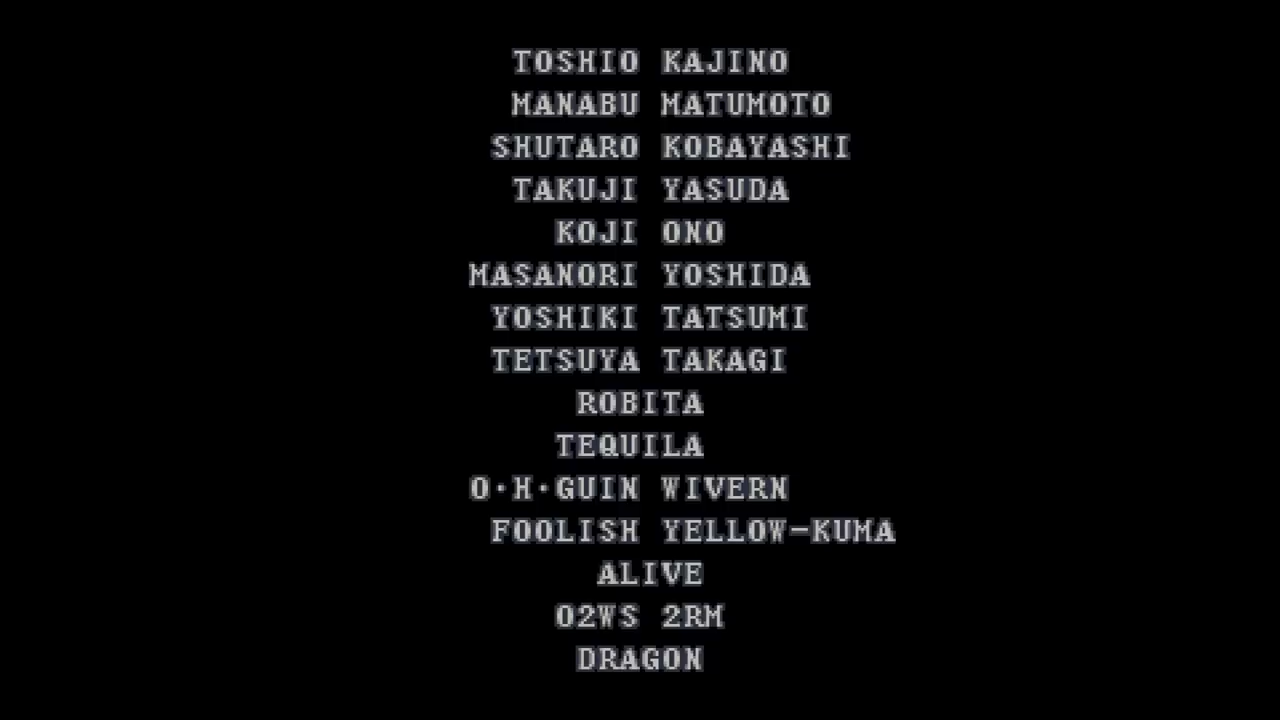 TOSHIO KAJINO
MANABU MATUMOTO
SHUTARO KOBAYASHI
TAKUJI YASUDA
KOJI ONO
MASANORI YOSHIDA
YOSHIKI TATSUMI
TETSUYA TAKAGI
ROBITA
TEQUILA
O·H·GUIN WIVERN
FOOLISH YELLOW-KUMA
ALIVE
O2WS 2RM
DRAGON